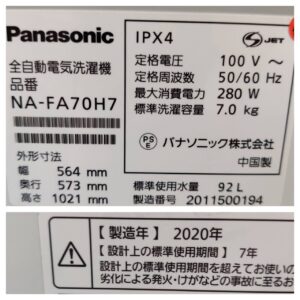 Panasonic
全自動電気洗濯機
品番
NA-FA70H7
外形寸法
幅 564 mm
奥行 573 mm
高さ 1021 mm
IPX4
S JET
定格電圧 100 V ～
定格周波数 50/60 Hz
最大消費電力 280 W
標準洗濯容量 7.0 kg
PS
E
パナソニック株式会社
中国製
標準使用水量 92 L
製造番号 2011500194
【製造年】 2020年
【設計上の標準使用期間】 7年
設計上の標準使用期間を超えてお使いの
劣化による発火・けがなどの事故に至るお